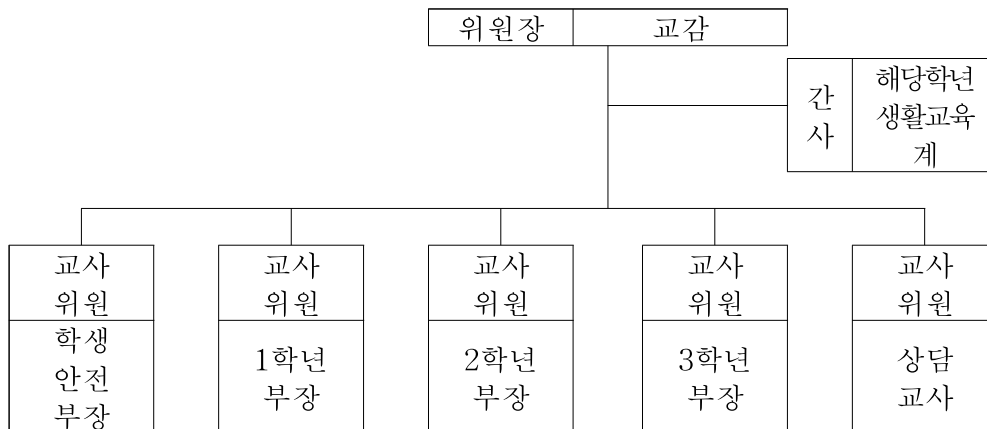 위원장 교감
간사
해당학년
생활교육
계
교사
위원
학생
안전
부장
교사
위원
1학년
부장
교사
위원
2학년
부장
교사
위원
3학년
부장
교사
위원
상담
교사